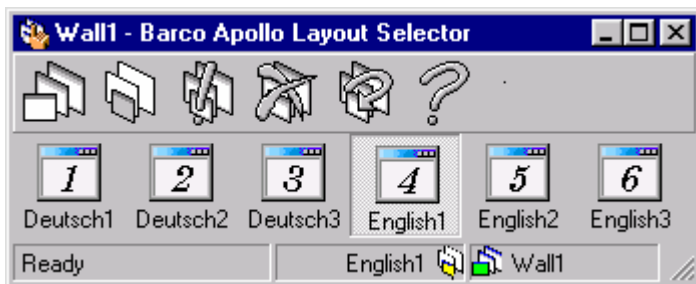 Wall1 - Barco Apollo Layout Selector
1 2 3 4 5 6
Deutsch1 Deutsch2 Deutsch3 English1 English2 English3
Ready English1 Wall1